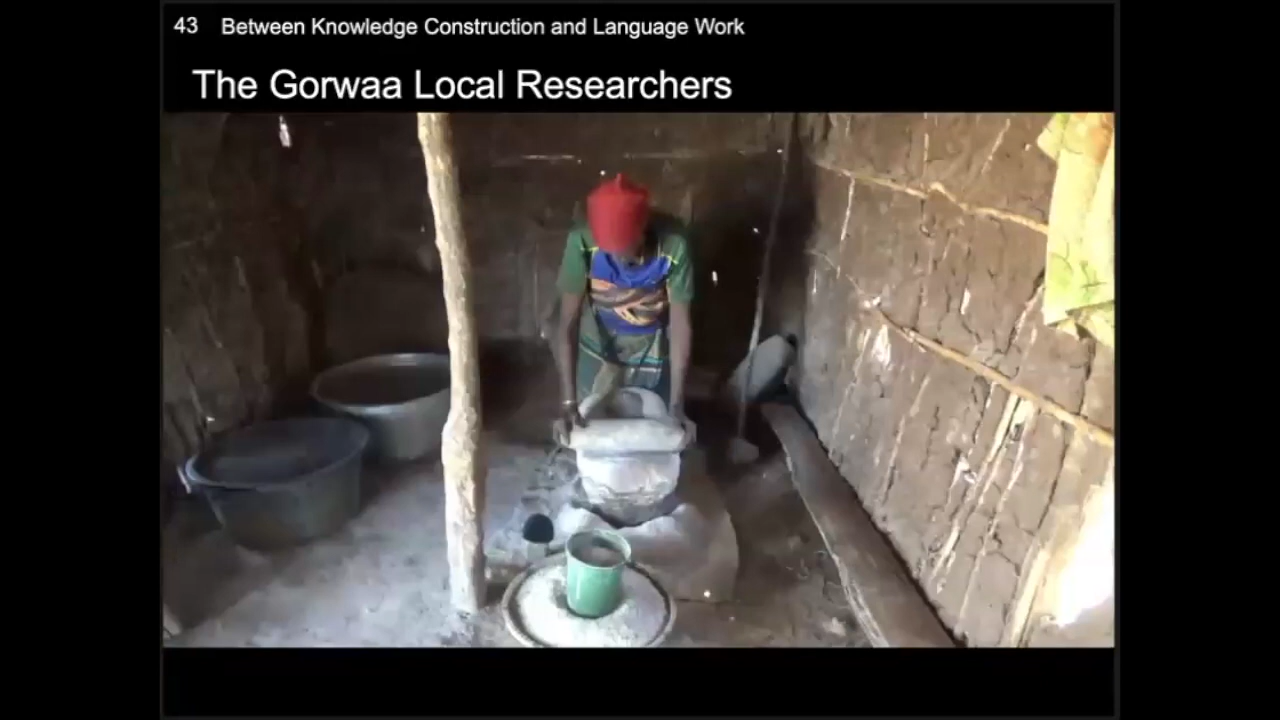 43 Between Knowledge Construction and Language Work
The Gorwaa Local Researchers